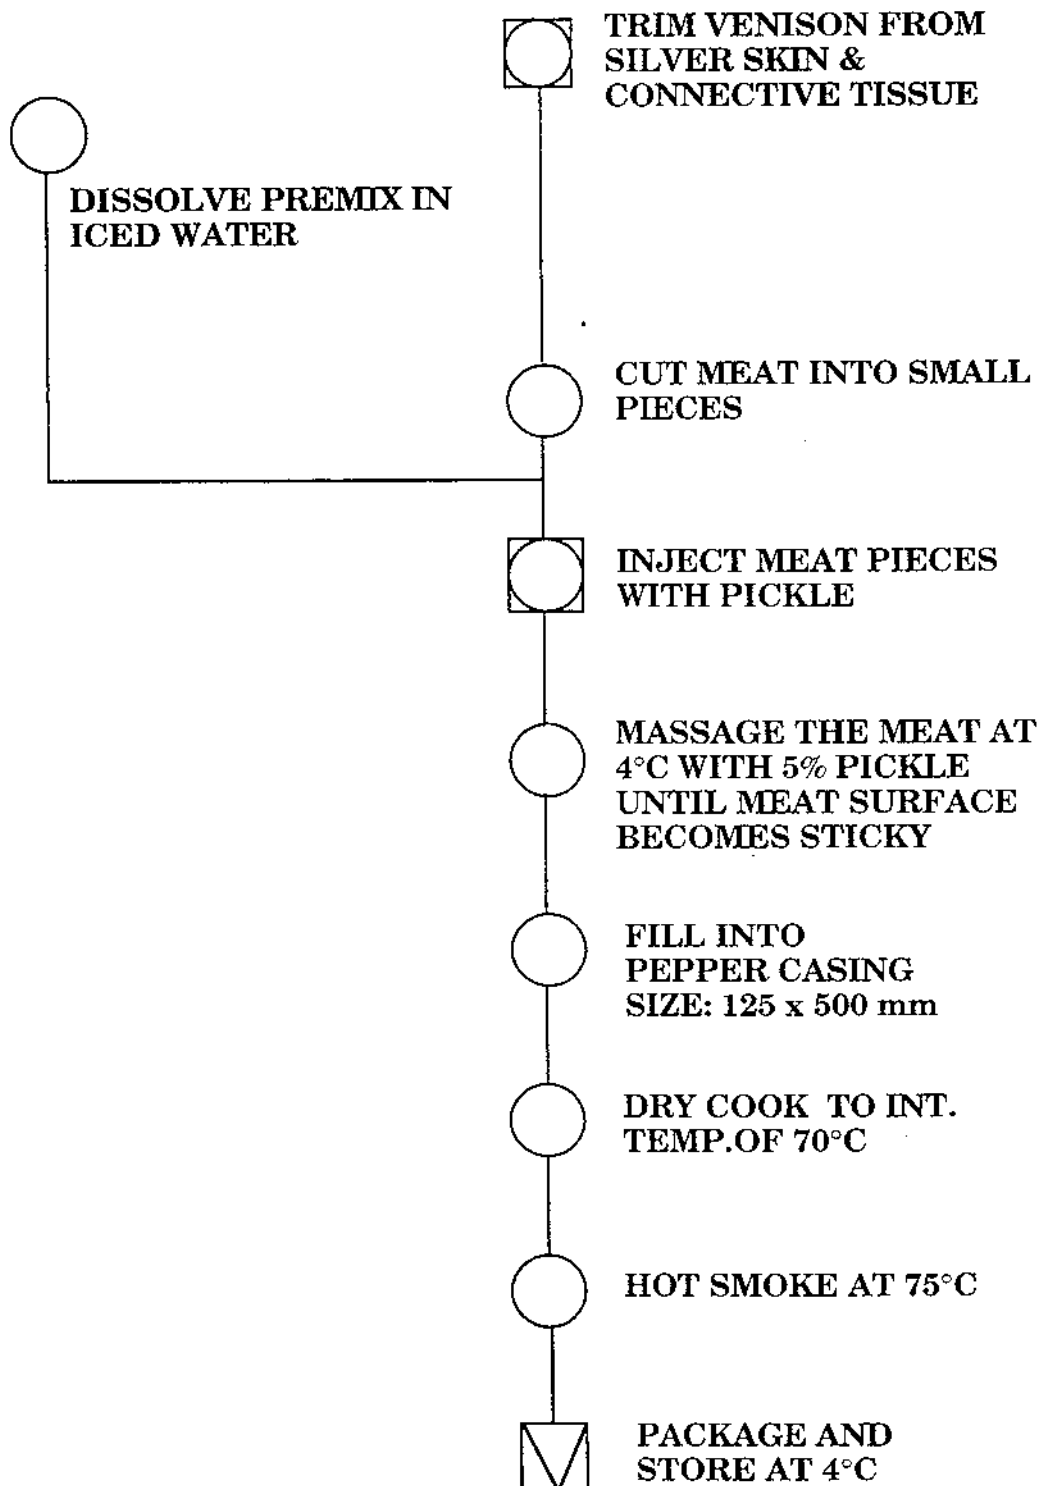 TRIM VENISON FROM
SILVER SKIN &
CONNECTIVE TISSUE
DISSOLVE PREMIX IN
ICED WATER
CUT MEAT INTO SMALL
PIECES
INJECT MEAT PIECES
WITH PICKLE
MASSAGE THE MEAT AT
4°C WITH 5% PICKLE
UNTIL MEAT SURFACE
BECOMES STICKY
FILL INTO
PEPPER CASING
SIZE: 125 x 500 mm
DRY COOK TO INT.
TEMP.OF 70°C
HOT SMOKE AT 75°C
PACKAGE AND
STORE AT 4°C